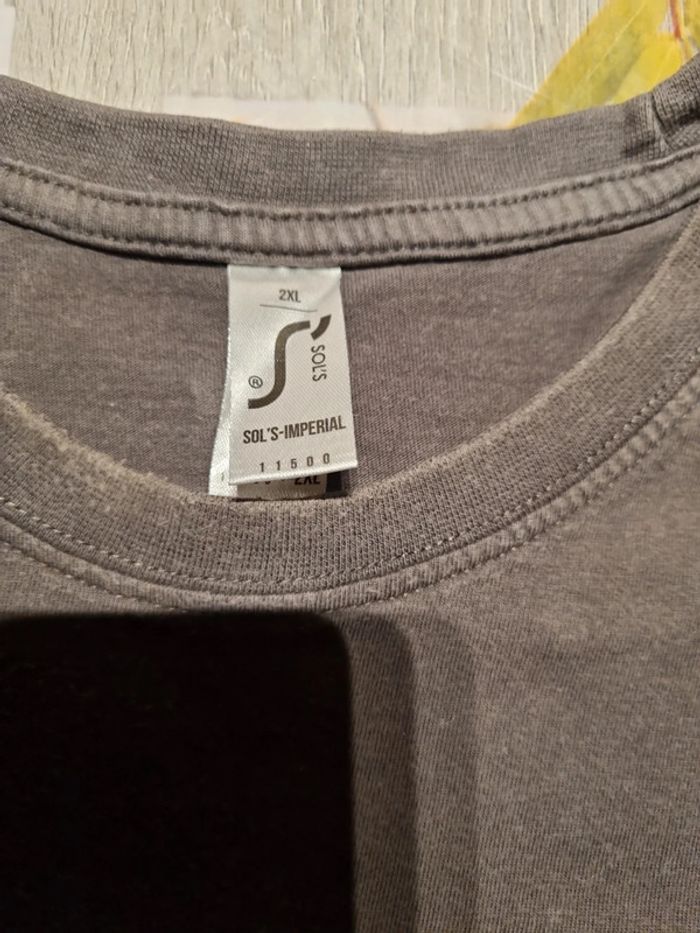 2XL
SOL'S
®
SOL'S-IMPERIAL
11500
2XL